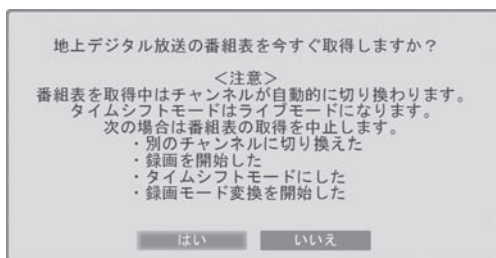 地上デジタル放送の番組表を今すぐ取得しますか？
＜注意＞
番組表を取得中はチャンネルが自動的に切り換わります。
タイムシフトモードはライブモードになります。
次の場合は番組表の取得を中止します。
・別のチャンネルに切り換えた
・録画を開始した
・タイムシフトモードにした
・録画モード変換を開始した
はい　いいえ